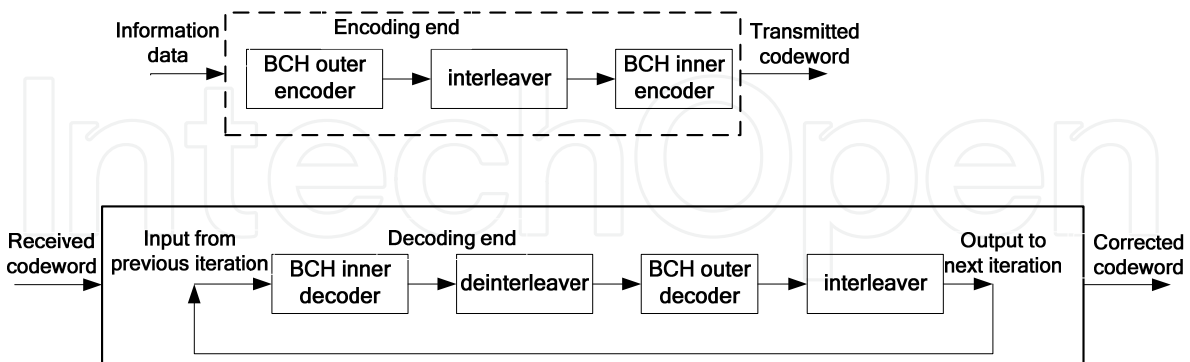 Information
data
Encoding end
BCH outer
encoder
interleaver
BCH inner
encoder
Transmitted
codeword
IntechOpen
Received
codeword
Input from
previous iteration
Decoding end
BCH inner
decoder
deinterleaver
BCH outer
decoder
interleaver
Output to
next iteration
Corrected
codeword